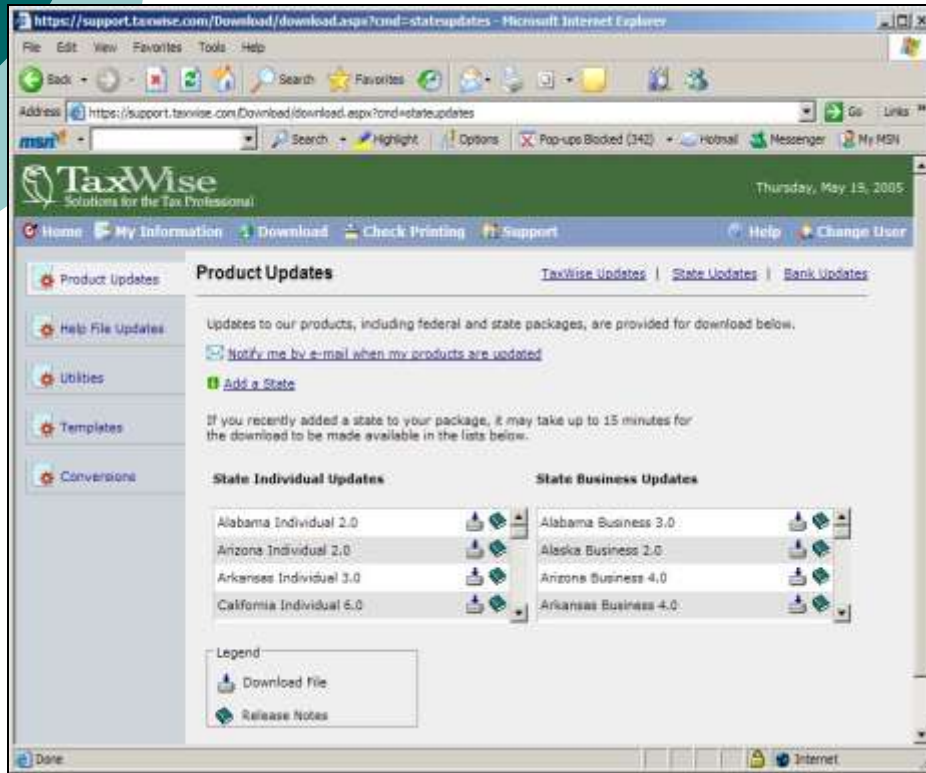 https://support.taxwise.com/Download/download.aspx?cmd=stateupdates - Microsoft Internet Explorer
File Edit View Favorites Tools Help
Back Search Favorites
Address https://support.taxwise.com/Download/download.aspx?cmd=stateupdates Go Links
msn Search Highlight Options Pop-ups Blocked (342) Hotmail Messenger My MSN
TaxWise
Solutions for the Tax Professional
Thursday, May 19, 2005
Home My Information Download Check Printing Support Help Change User
Product Updates
Help File Updates
Utilities
Templates
Conversions
Product Updates
TaxWise Updates | State Updates | Bank Updates
Updates to our products, including federal and state packages, are provided for download below.
Notify me by e-mail when my products are updated
Add a State
If you recently added a state to your package, it may take up to 15 minutes for
the download to be made available in the lists below.
State Individual Updates
Alabama Individual 2.0
Arizona Individual 2.0
Arkansas Individual 3.0
California Individual 6.0
State Business Updates
Alabama Business 3.0
Alaska Business 2.0
Arizona Business 4.0
Arkansas Business 4.0
Legend
Download File
Release Notes
Done Internet